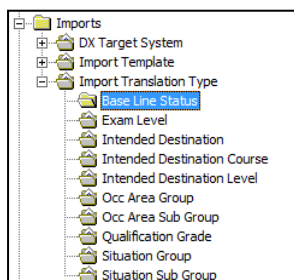 Imports
DX Target System
Import Template
Import Translation Type
Base Line Status
Exam Level
Intended Destination
Intended Destination Course
Intended Destination Level
Occ Area Group
Occ Area Sub Group
Qualification Grade
Situation Group
Situation Sub Group